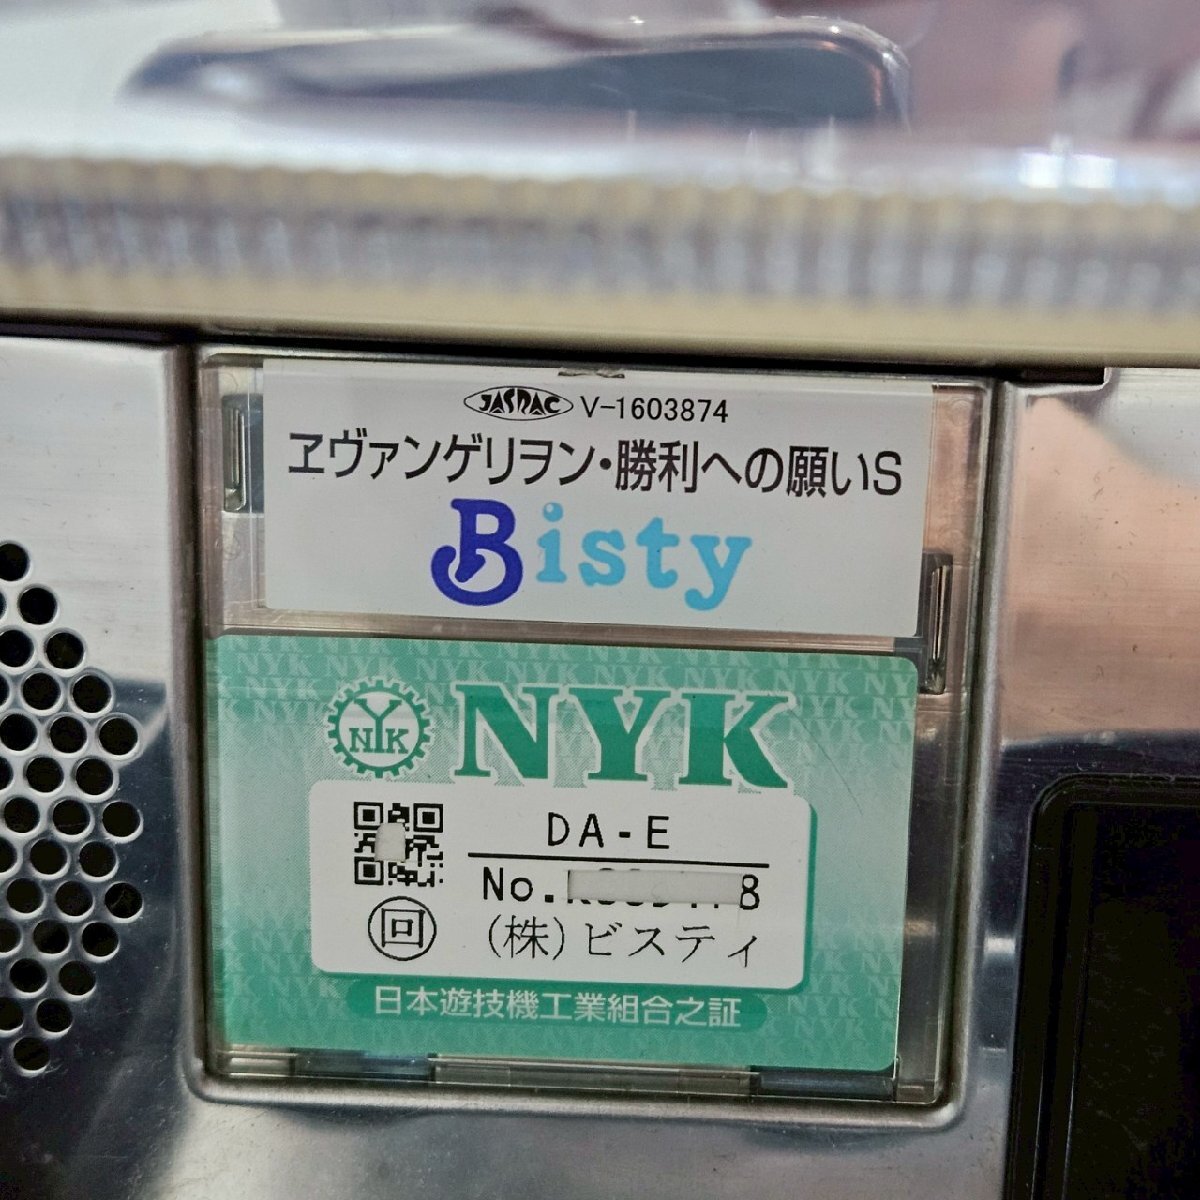 JASRAC V-1603874
ヱヴァンゲリヲン・勝利への願いS
Bisty
NYK NYK
DA-E
No. 8
回 (株)ビスティ
日本遊技機工業組合之証